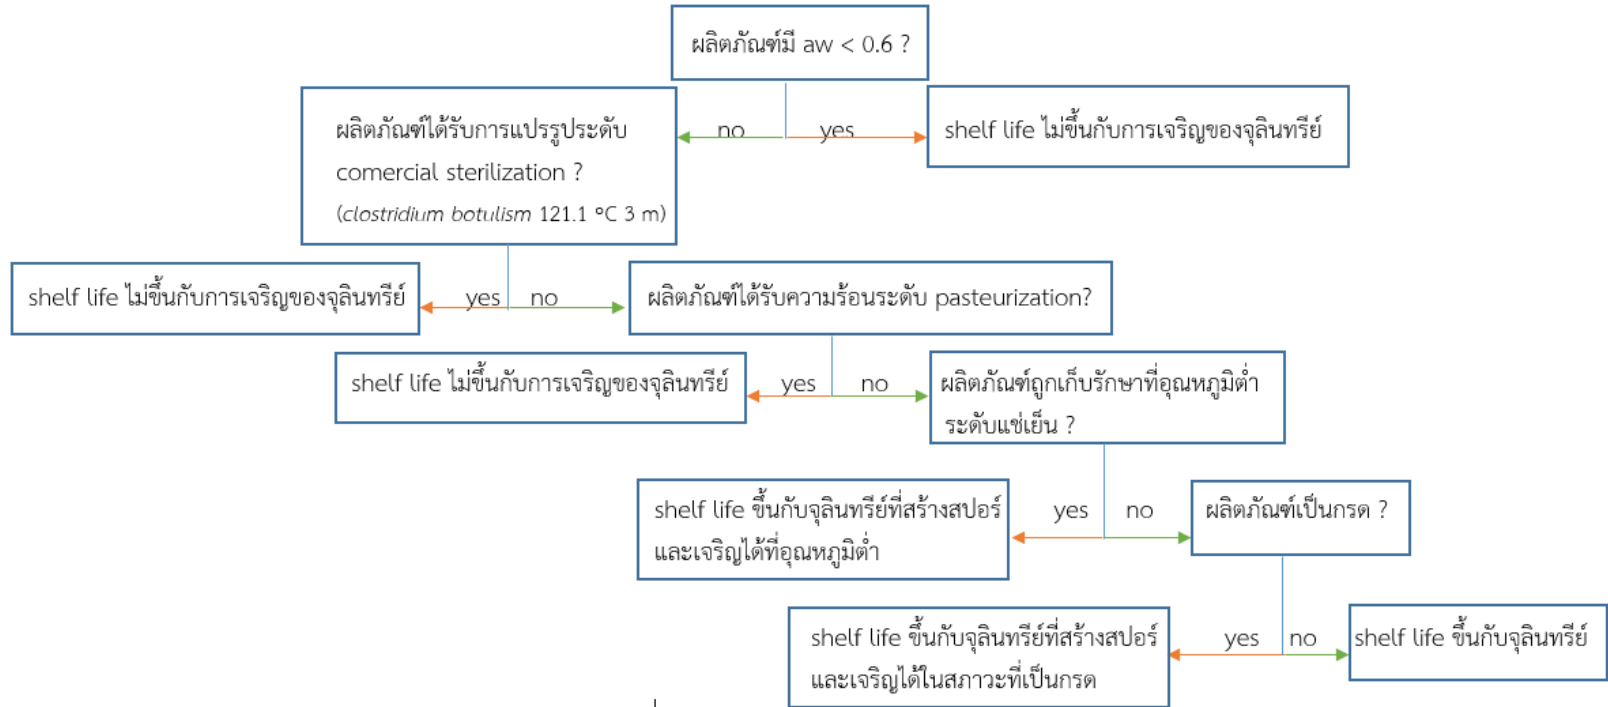 ผลิตภัณฑ์มี aw < 0.6 ?
ผลิตภัณฑ์ได้รับการแปรรูประดับ
comercial sterilization ?
(clostridium botulism 121.1 °C 3 m)
no
yes
shelf life ไม่ขึ้นกับการเจริญของจุลินทรีย์
shelf life ไม่ขึ้นกับการเจริญของจุลินทรีย์
yes
no
ผลิตภัณฑ์ได้รับความร้อนระดับ pasteurization?
shelf life ไม่ขึ้นกับการเจริญของจุลินทรีย์
yes
no
ผลิตภัณฑ์ถูกเก็บรักษาที่อุณหภูมิต่ำ
ระดับแช่เย็น ?
shelf life ขึ้นกับจุลินทรีย์ที่สร้างสปอร์
และเจริญได้ที่อุณหภูมิต่ำ
yes
no
ผลิตภัณฑ์เป็นกรด ?
shelf life ขึ้นกับจุลินทรีย์ที่สร้างสปอร์
และเจริญได้ในสภาวะที่เป็นกรด
yes
no
shelf life ขึ้นกับจุลินทรีย์